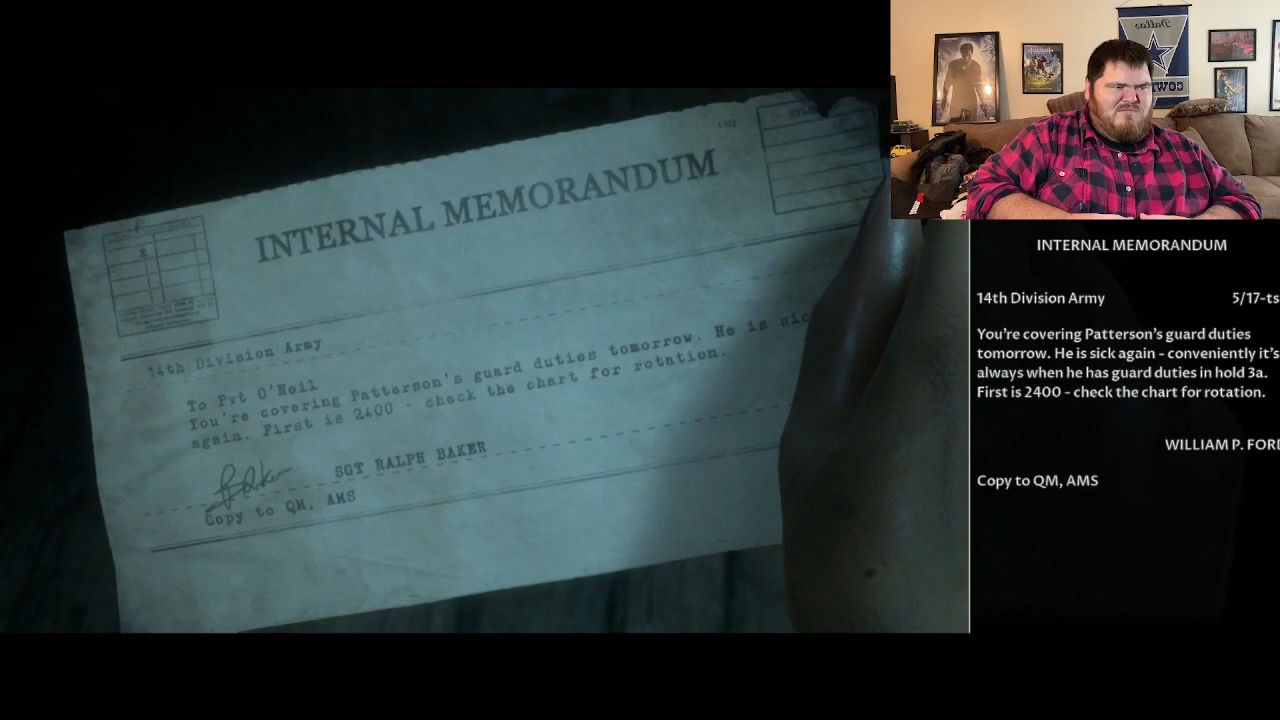 INTERNAL MEMORANDUM
14th Division Army
To Pvt O'Neil
You're covering Patterson's guard duties tomorrow. He is sic
again. First is 2400 - check the chart for rotation.
SGT RALPH BAKER
Copy to QM, AMS
Dallas
COW
INTERNAL MEMORANDUM
14th Division Army 5/17-ts
You're covering Patterson's guard duties
tomorrow. He is sick again - conveniently it's
always when he has guard duties in hold 3a.
First is 2400 - check the chart for rotation.
WILLIAM P. FORD
Copy to QM, AMS